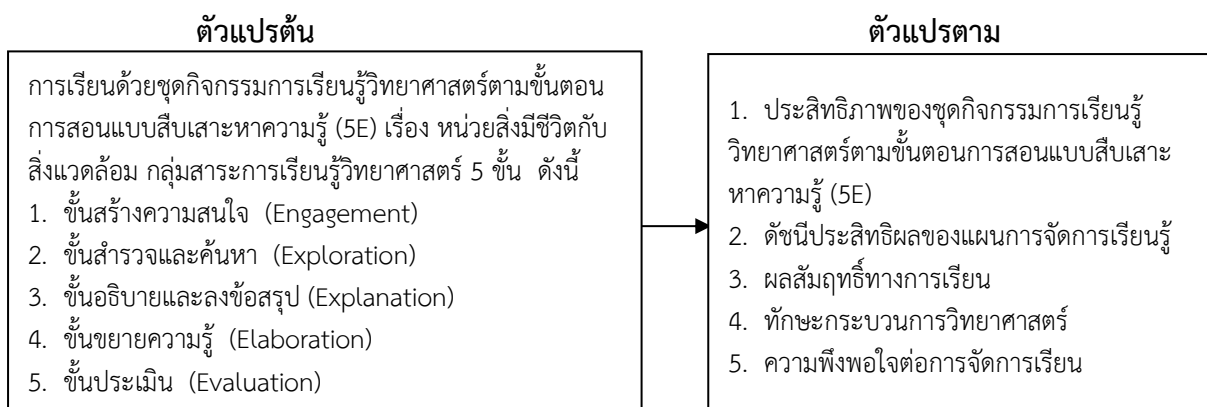 ตัวแปรต้น
การเรียนด้วยชุดกิจกรรมการเรียนรู้วิทยาศาสตร์ตามขั้นตอน
การสอนแบบสืบเสาะหาความรู้ (5E) เรื่อง หน่วยสิ่งมีชีวิตกับ
สิ่งแวดล้อม กลุ่มสาระการเรียนรู้วิทยาศาสตร์ 5 ขั้น ดังนี้
1. ขั้นสร้างความสนใจ (Engagement)
2. ขั้นสำรวจและค้นหา (Exploration)
3. ขั้นอธิบายและลงข้อสรุป (Explanation)
4. ขั้นขยายความรู้ (Elaboration)
5. ขั้นประเมิน (Evaluation)
ตัวแปรตาม
1. ประสิทธิภาพของชุดกิจกรรมการเรียนรู้
วิทยาศาสตร์ตามขั้นตอนการสอนแบบสืบเสาะ
หาความรู้ (5E)
2. ดัชนีประสิทธิผลของแผนการจัดการเรียนรู้
3. ผลสัมฤทธิ์ทางการเรียน
4. ทักษะกระบวนการวิทยาศาสตร์
5. ความพึงพอใจต่อการจัดการเรียน